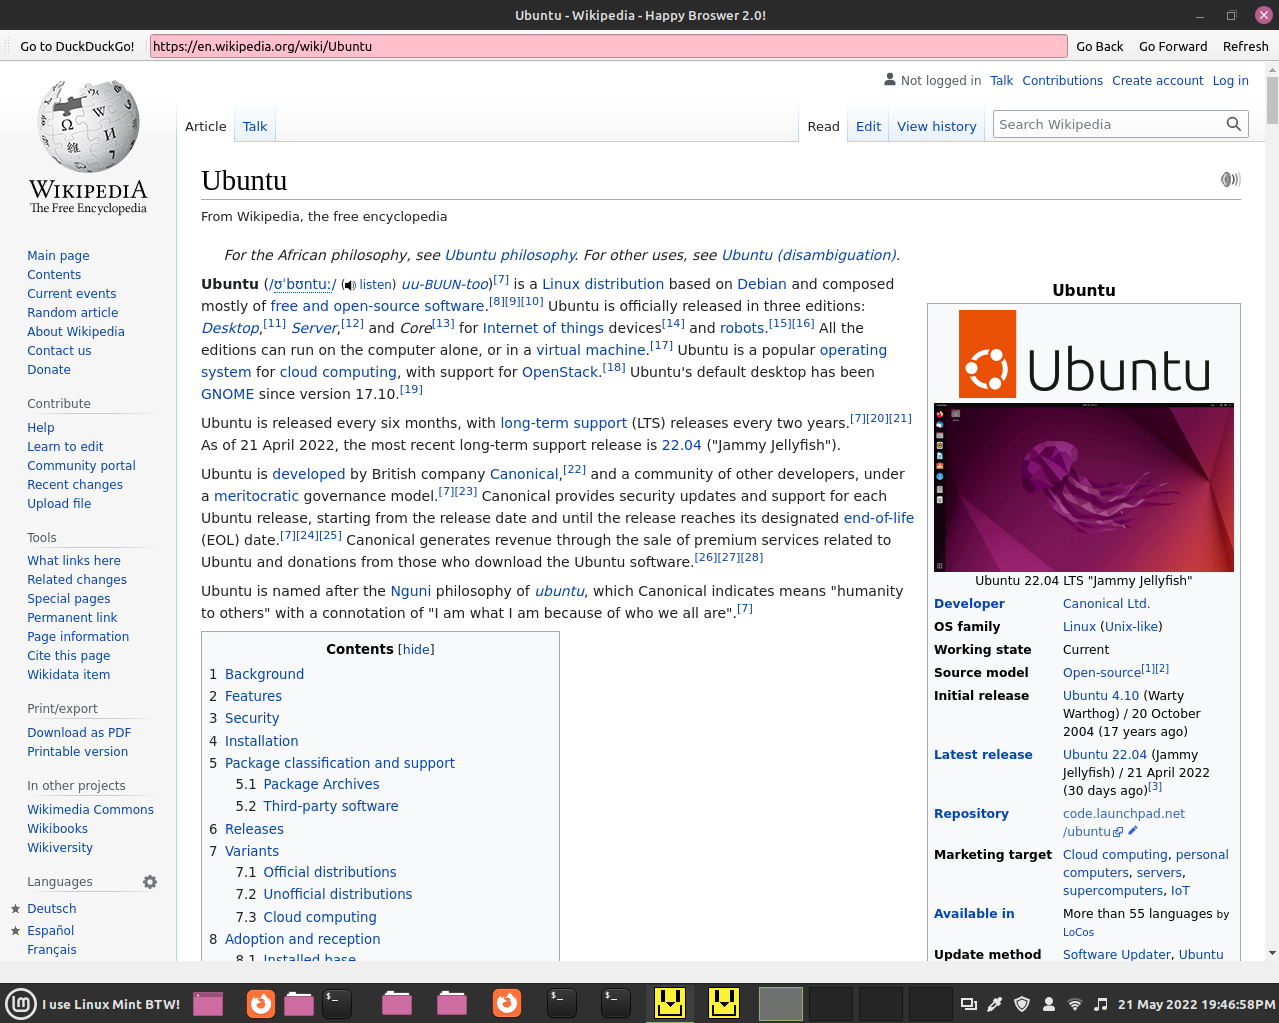 Ubuntu - Wikipedia - Happy Broswer 2.0!
Go to DuckDuckGo! https://en.wikipedia.org/wiki/Ubuntu Go Back Go Forward Refresh
Not logged in Talk Contributions Create account Log in
Article Talk Read Edit View history Search Wikipedia
WIKIPEDIA
The Free Encyclopedia
Main page
Contents
Current events
Random article
About Wikipedia
Contact us
Donate
Contribute
Help
Learn to edit
Community portal
Recent changes
Upload file
Tools
What links here
Related changes
Special pages
Permanent link
Page information
Cite this page
Wikidata item
Print/export
Download as PDF
Printable version
In other projects
Wikimedia Commons
Wikibooks
Wikiversity
Languages
Deutsch
Español
Français
Ubuntu
From Wikipedia, the free encyclopedia
For the African philosophy, see Ubuntu philosophy. For other uses, see Ubuntu (disambiguation).
Ubuntu (/ʊˈbʊntuː/ (listen) uu-BUUN-too)[7] is a Linux distribution based on Debian and composed
mostly of free and open-source software.[8][9][10] Ubuntu is officially released in three editions:
Desktop,[11] Server,[12] and Core[13] for Internet of things devices[14] and robots.[15][16] All the
editions can run on the computer alone, or in a virtual machine.[17] Ubuntu is a popular operating
system for cloud computing, with support for OpenStack.[18] Ubuntu's default desktop has been
GNOME since version 17.10.[19]
Ubuntu is released every six months, with long-term support (LTS) releases every two years.[7][20][21]
As of 21 April 2022, the most recent long-term support release is 22.04 ("Jammy Jellyfish").
Ubuntu is developed by British company Canonical,[22] and a community of other developers, under
a meritocratic governance model.[7][23] Canonical provides security updates and support for each
Ubuntu release, starting from the release date and until the release reaches its designated end-of-life
(EOL) date.[7][24][25] Canonical generates revenue through the sale of premium services related to
Ubuntu and donations from those who download the Ubuntu software.[26][27][28]
Ubuntu is named after the Nguni philosophy of ubuntu, which Canonical indicates means "humanity
to others" with a connotation of "I am what I am because of who we all are".[7]
Contents [hide]
1 Background
2 Features
3 Security
4 Installation
5 Package classification and support
5.1 Package Archives
5.2 Third-party software
6 Releases
7 Variants
7.1 Official distributions
7.2 Unofficial distributions
7.3 Cloud computing
8 Adoption and reception
8.1 Installed base
Ubuntu
Ubuntu
Ubuntu 22.04 LTS "Jammy Jellyfish"
Developer Canonical Ltd.
OS family Linux (Unix-like)
Working state Current
Source model Open-source[1][2]
Initial release Ubuntu 4.10 (Warty
Warthog) / 20 October
2004 (17 years ago)
Latest release Ubuntu 22.04 (Jammy
Jellyfish) / 21 April 2022
(30 days ago)[3]
Repository code.launchpad.net
/ubuntu
Marketing target Cloud computing, personal
computers, servers,
supercomputers, IoT
Available in More than 55 languages by
LoCos
Update method Software Updater, Ubuntu
I use Linux Mint BTW! 21 May 2022 19:46:58PM